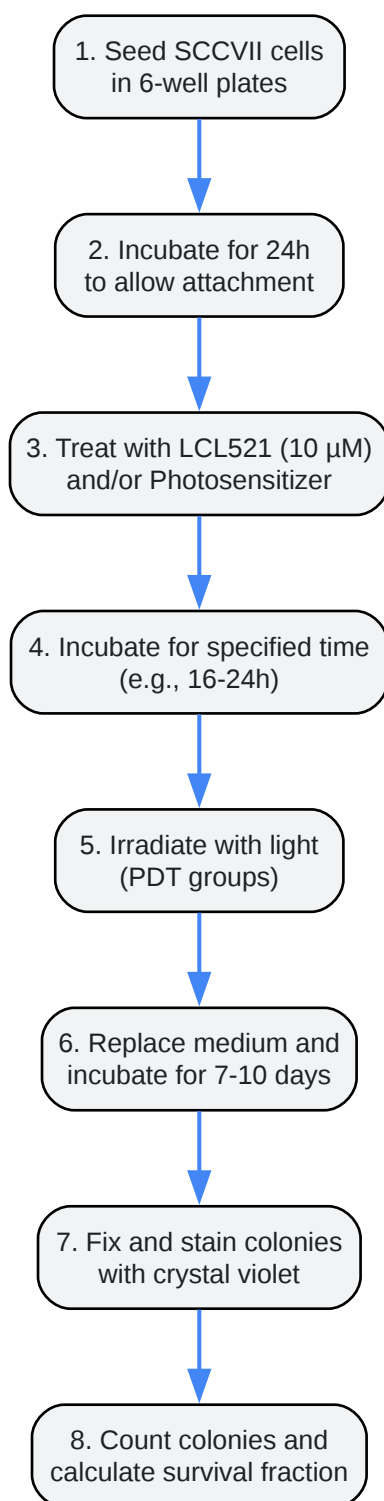 1. Seed SCCVII cells
in 6-well plates
2. Incubate for 24h
to allow attachment
3. Treat with LCL521 (10 µM)
and/or Photosensitizer
4. Incubate for specified time
(e.g., 16-24h)
5. Irradiate with light
(PDT groups)
6. Replace medium and
incubate for 7-10 days
7. Fix and stain colonies
with crystal violet
8. Count colonies and
calculate survival fraction